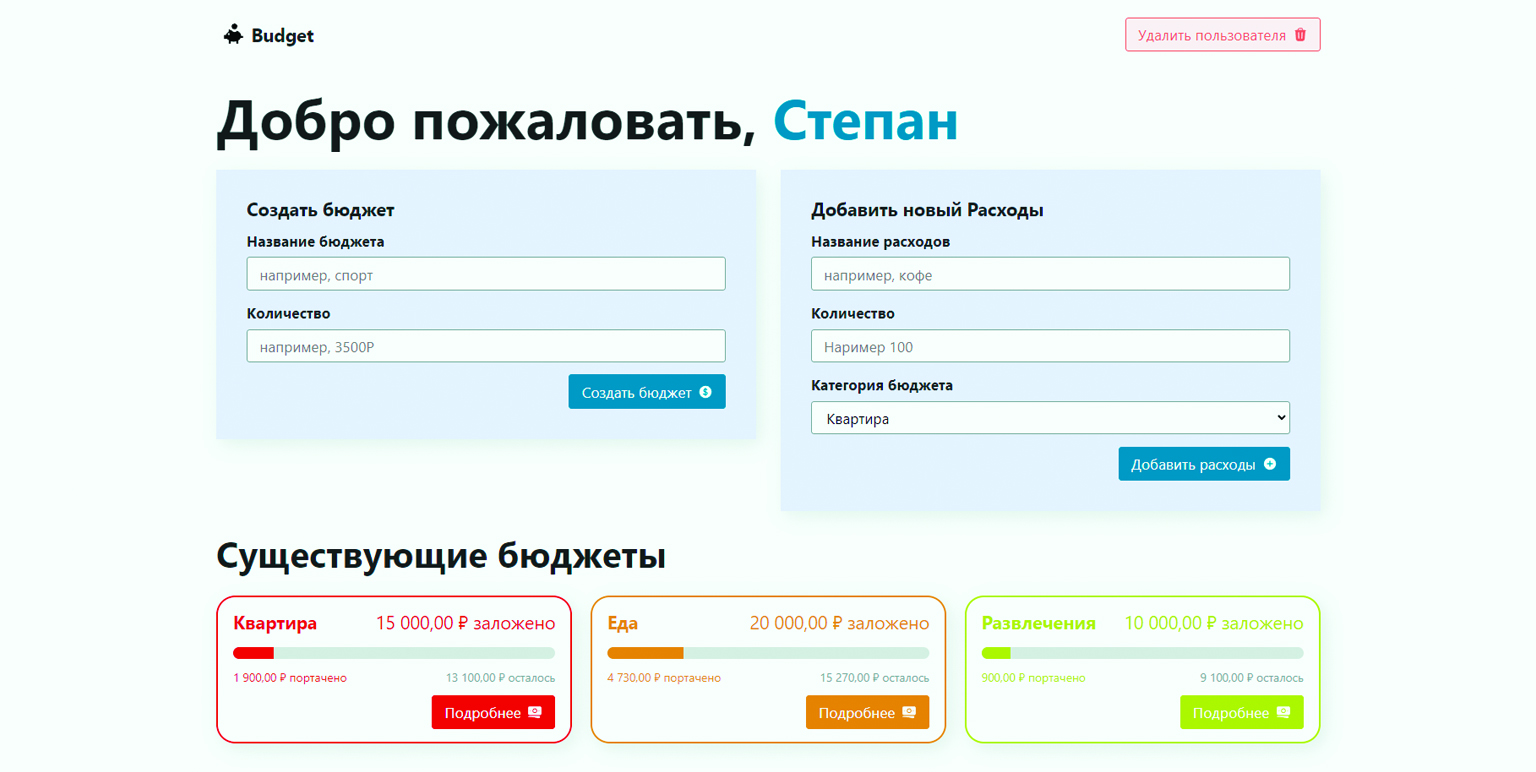 Budget
Удалить пользователя
Добро пожаловать, Степан
Создать бюджет
Название бюджета
например, спорт
Количество
например, 3500Р
Создать бюджет
Добавить новый Расходы
Название расходов
например, кофе
Количество
Наример 100
Категория бюджета
Квартира
Добавить расходы
Существующие бюджеты
Квартира 15 000,00 ₽ заложено
1 900,00 ₽ портачено 13 100,00 ₽ осталось
Подробнее
Еда 20 000,00 ₽ заложено
4 730,00 ₽ портачено 15 270,00 ₽ осталось
Подробнее
Развлечения 10 000,00 ₽ заложено
900,00 ₽ портачено 9 100,00 ₽ осталось
Подробнее